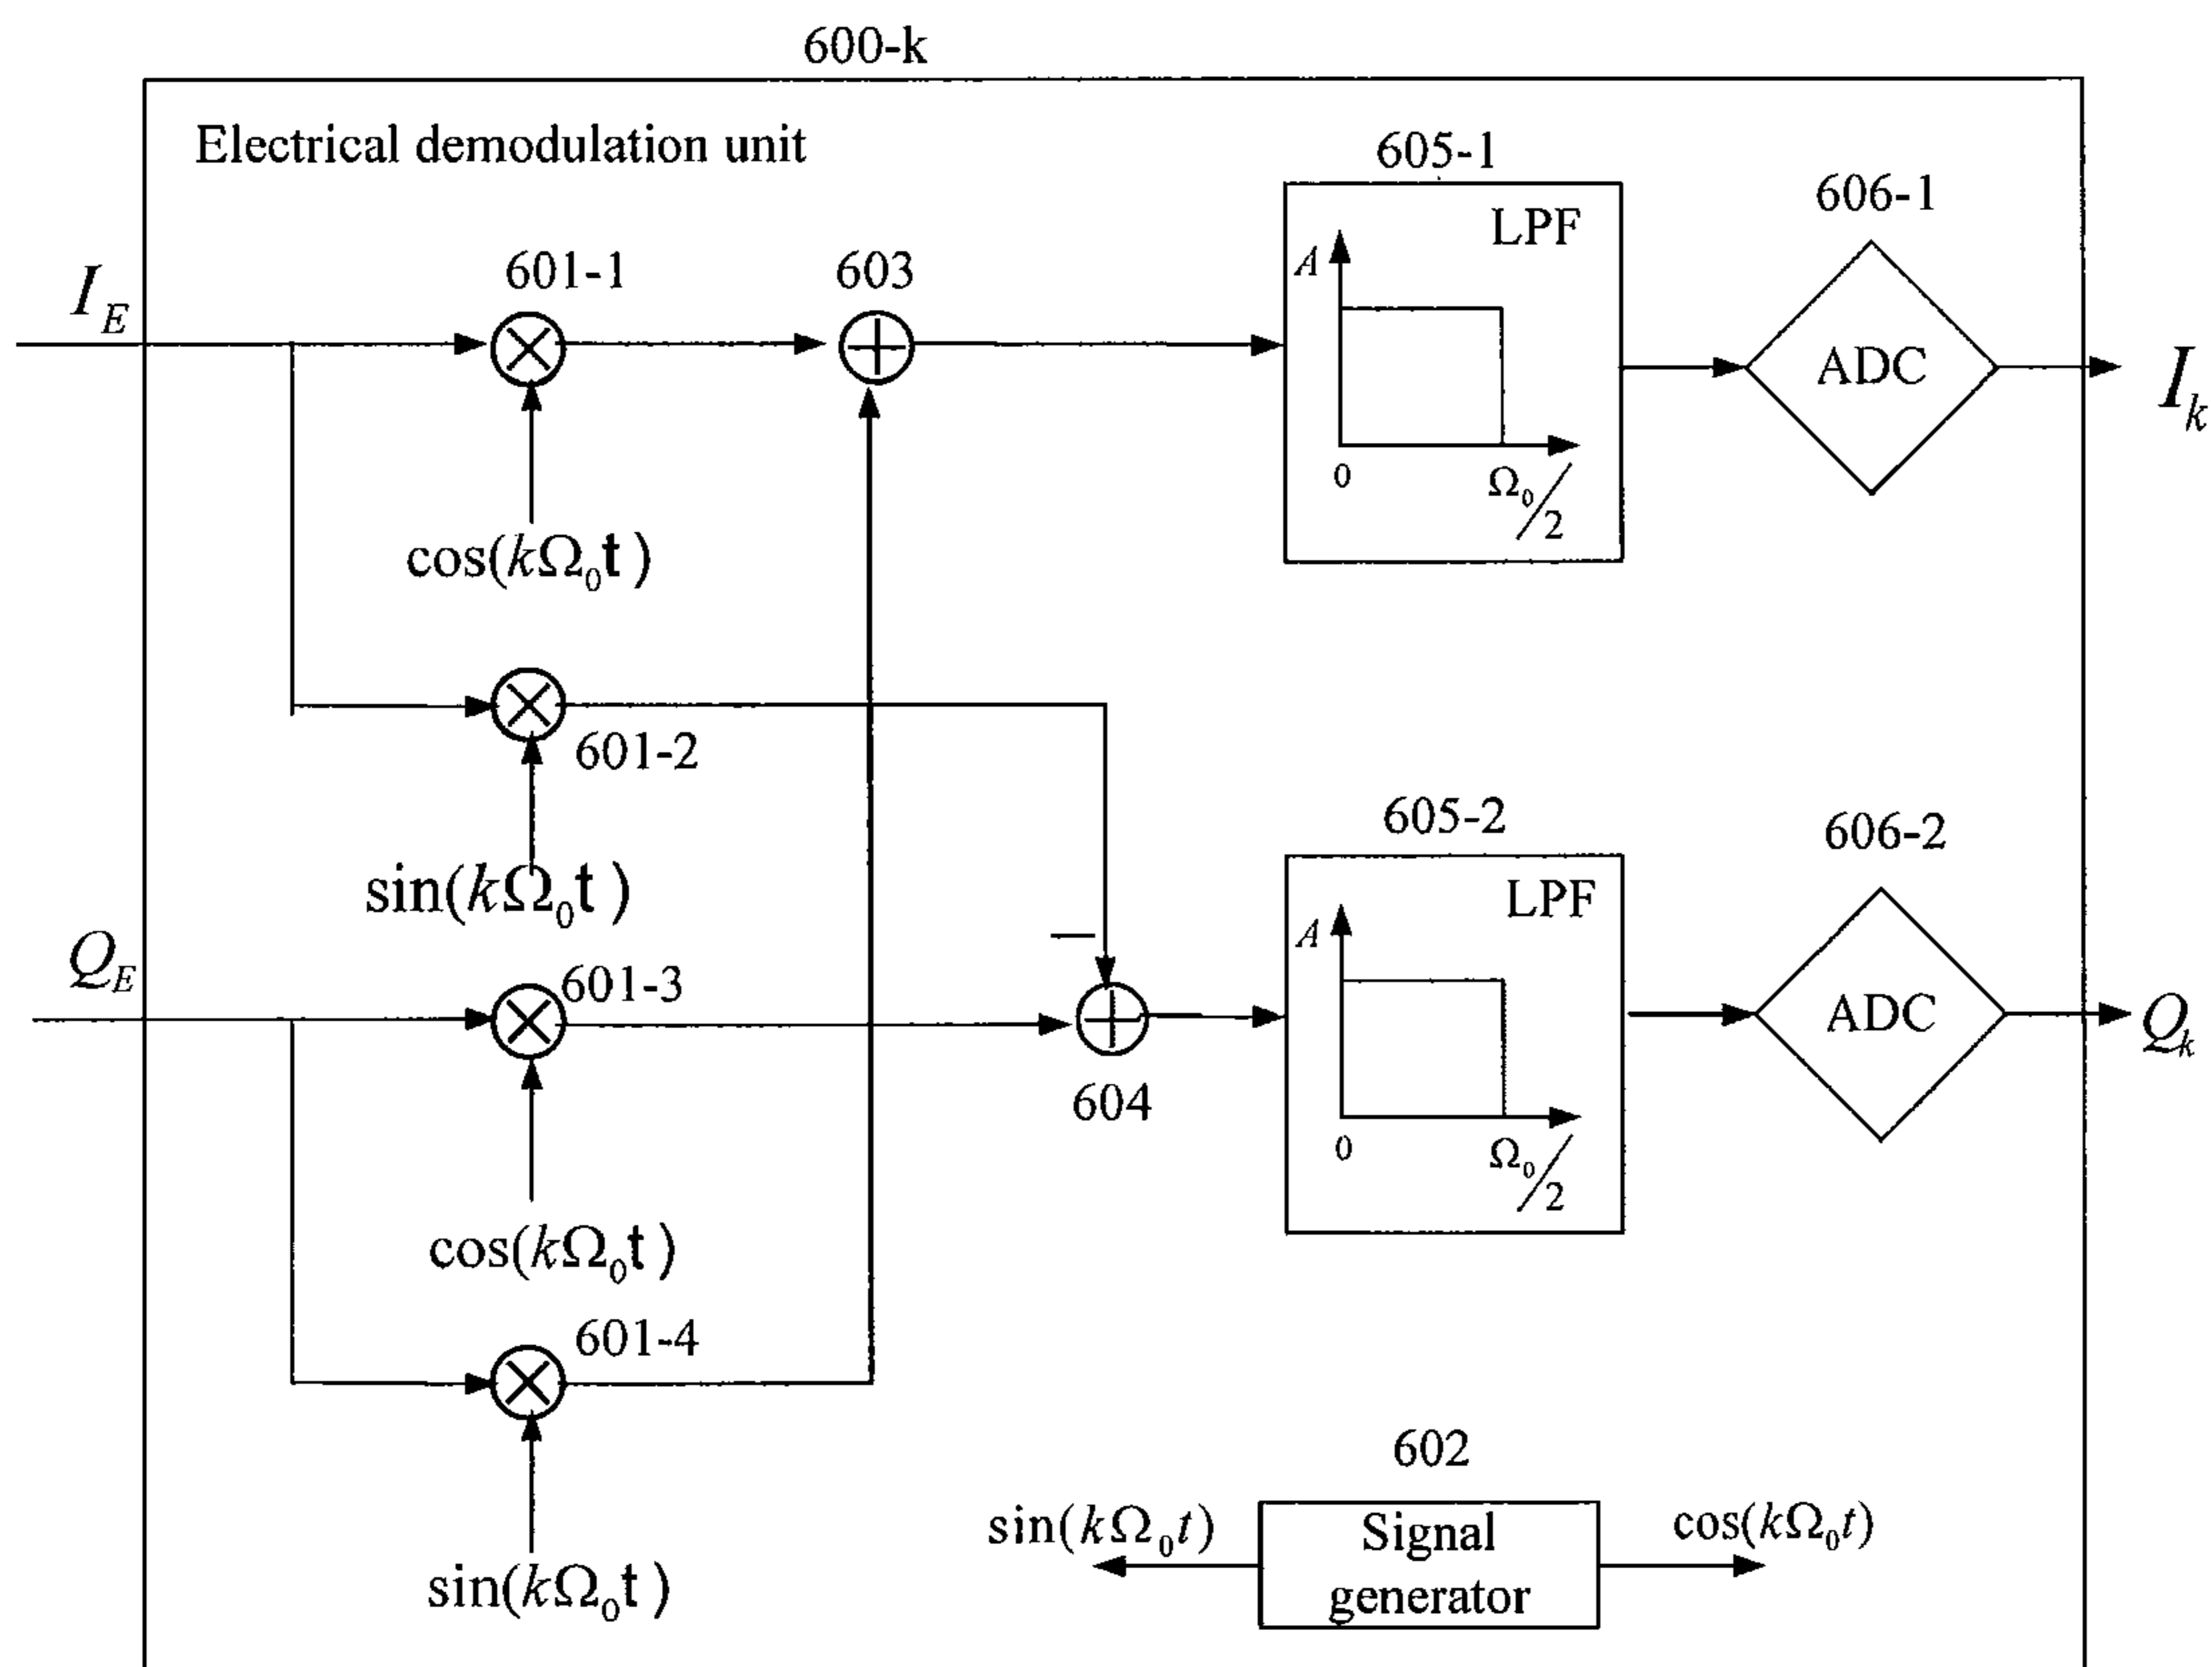 600-k
Electrical demodulation unit
605-1
606-1
LPF
601-1
603
A
I_E
ADC
I_k
0
Ω₀/2
cos(kΩ₀t)
601-2
605-2
606-2
sin(kΩ₀t)
LPF
—
A
Q_E
601-3
ADC
Q_k
604
0
Ω₀/2
cos(kΩ₀t)
601-4
602
sin(kΩ₀t)
Signal
generator
cos(kΩ₀t)
sin(kΩ₀t)